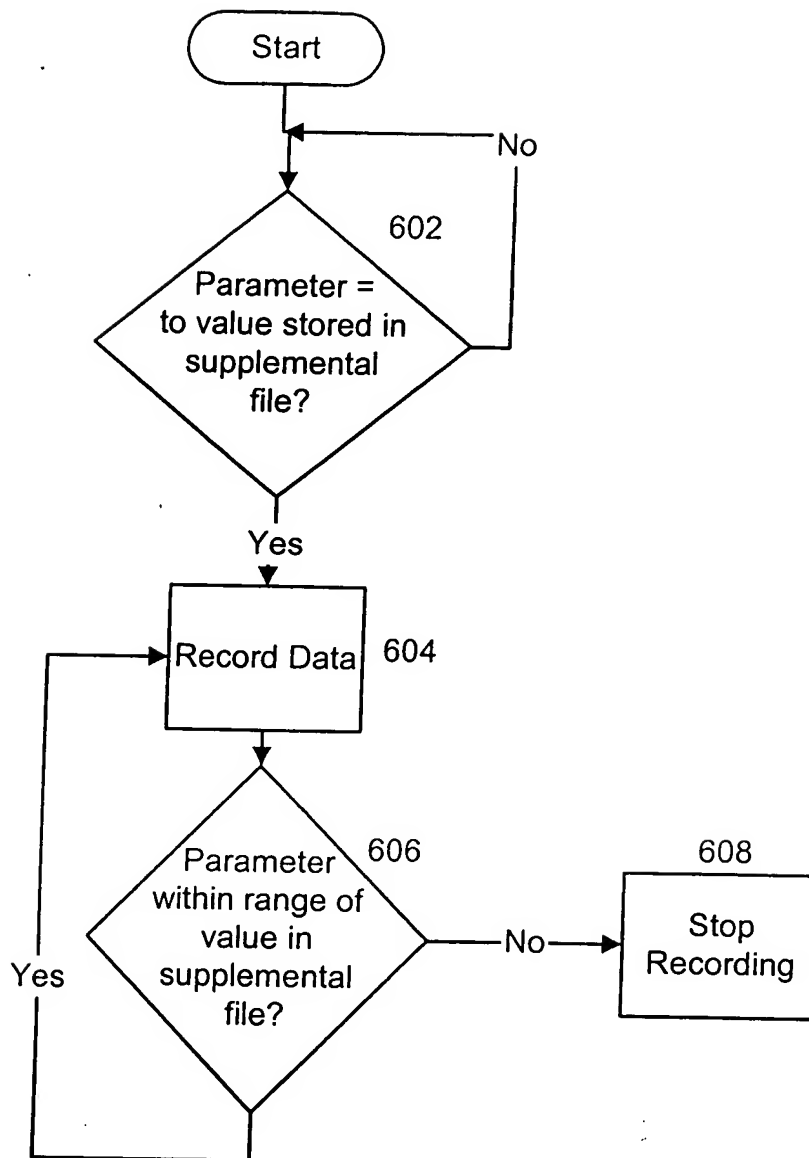 Start
No
602
Parameter =
to value stored in
supplemental
file?
Yes
Record Data
604
606
Parameter
within range of
value in
supplemental
file?
No
608
Stop
Recording
Yes